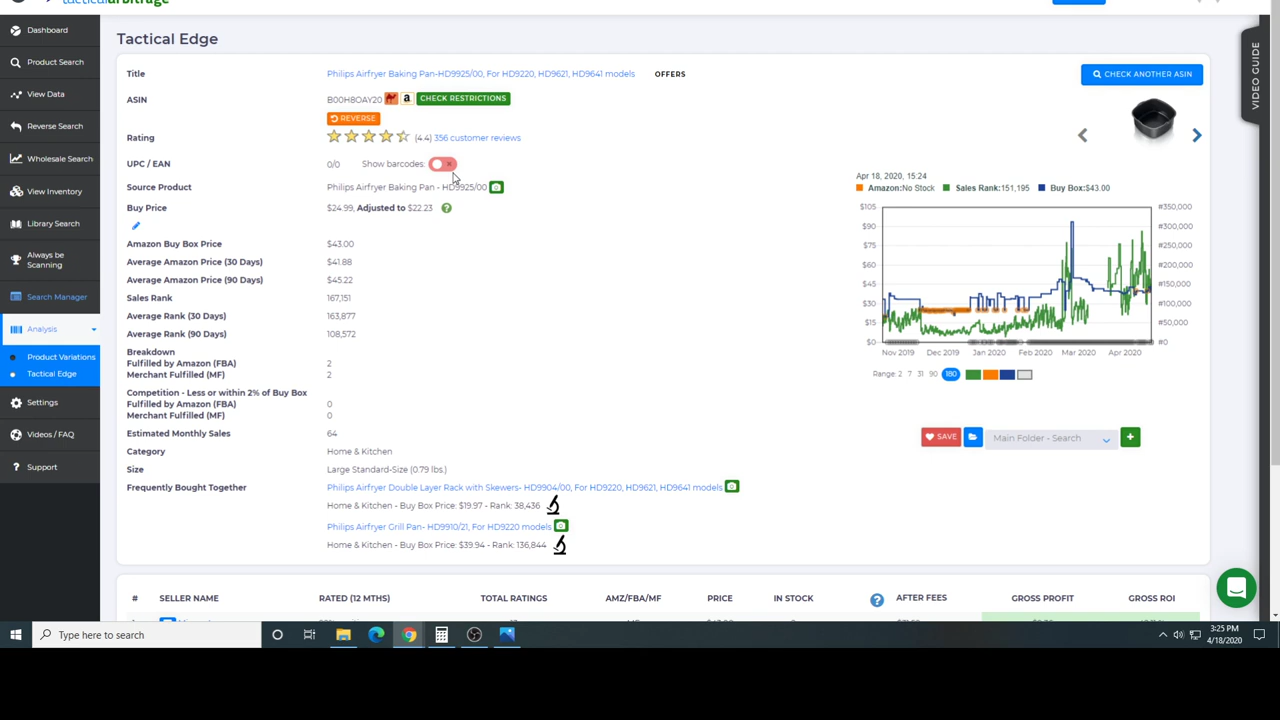 tacticalarbitrage
Dashboard
Product Search
View Data
Reverse Search
Wholesale Search
View Inventory
Library Search
Always be
Scanning
Search Manager
Analysis
Product Variations
Tactical Edge
Settings
Videos / FAQ
Support
Tactical Edge
Title Philips Airfryer Baking Pan-HD9925/00, For HD9220, HD9621, HD9641 models OFFERS
CHECK ANOTHER ASIN
ASIN B00H8OAY20 a CHECK RESTRICTIONS
REVERSE
Rating (4.4) 356 customer reviews
UPC / EAN 0/0 Show barcodes:
Source Product Philips Airfryer Baking Pan - HD9925/00
Buy Price $24.99, Adjusted to $22.23 ?
Amazon Buy Box Price $43.00
Average Amazon Price (30 Days) $41.88
Average Amazon Price (90 Days) $45.22
Sales Rank 167,151
Average Rank (30 Days) 163,877
Average Rank (90 Days) 108,572
Breakdown
Fulfilled by Amazon (FBA) 2
Merchant Fulfilled (MF) 2
Competition - Less or within 2% of Buy Box
Fulfilled by Amazon (FBA) 0
Merchant Fulfilled (MF) 0
Estimated Monthly Sales 64
Category Home & Kitchen
Size Large Standard-Size (0.79 lbs.)
Frequently Bought Together Philips Airfryer Double Layer Rack with Skewers- HD9904/00, For HD9220, HD9621, HD9641 models
Home & Kitchen - Buy Box Price: $19.97 - Rank: 38,436
Philips Airfryer Grill Pan- HD9910/21, For HD9220 models
Home & Kitchen - Buy Box Price: $39.94 - Rank: 136,844
Apr 18, 2020, 15:24
Amazon:No Stock Sales Rank:151,195 Buy Box:$43.00
$105 #350,000
$90 #300,000
$75 #250,000
$60 #200,000
$45 #150,000
$30 #100,000
$15 #50,000
$0 #0
Nov 2019 Dec 2019 Jan 2020 Feb 2020 Mar 2020 Apr 2020
Range: 2 7 31 90 180
SAVE Main Folder - Search +
VIDEO GUIDE
# SELLER NAME RATED (12 MTHS) TOTAL RATINGS AMZ/FBA/MF PRICE IN STOCK ? AFTER FEES GROSS PROFIT GROSS ROI
Type here to search
3:25 PM
4/18/2020